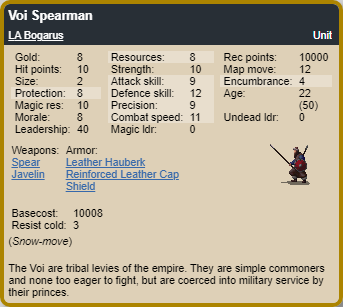 Voi Spearman
LA Bogarus Unit
Gold: 8 Resources: 8 Rec points: 10000
Hit points: 10 Strength: 10 Map move: 12
Size: 2 Attack skill: 9 Encumbrance: 4
Protection: 8 Defence skill: 12 Age: 22
Magic res: 10 Precision: 9 (50)
Morale: 8 Combat speed: 11 Undead ldr: 0
Leadership: 40 Magic ldr: 0
Weapons: Armor:
Spear Leather Hauberk
Javelin Reinforced Leather Cap
Shield
Basecost: 10008
Resist cold: 3
(Snow-move)
The Voi are tribal levies of the empire. They are simple commoners
and none too eager to fight, but are coerced into military service by
their princes.